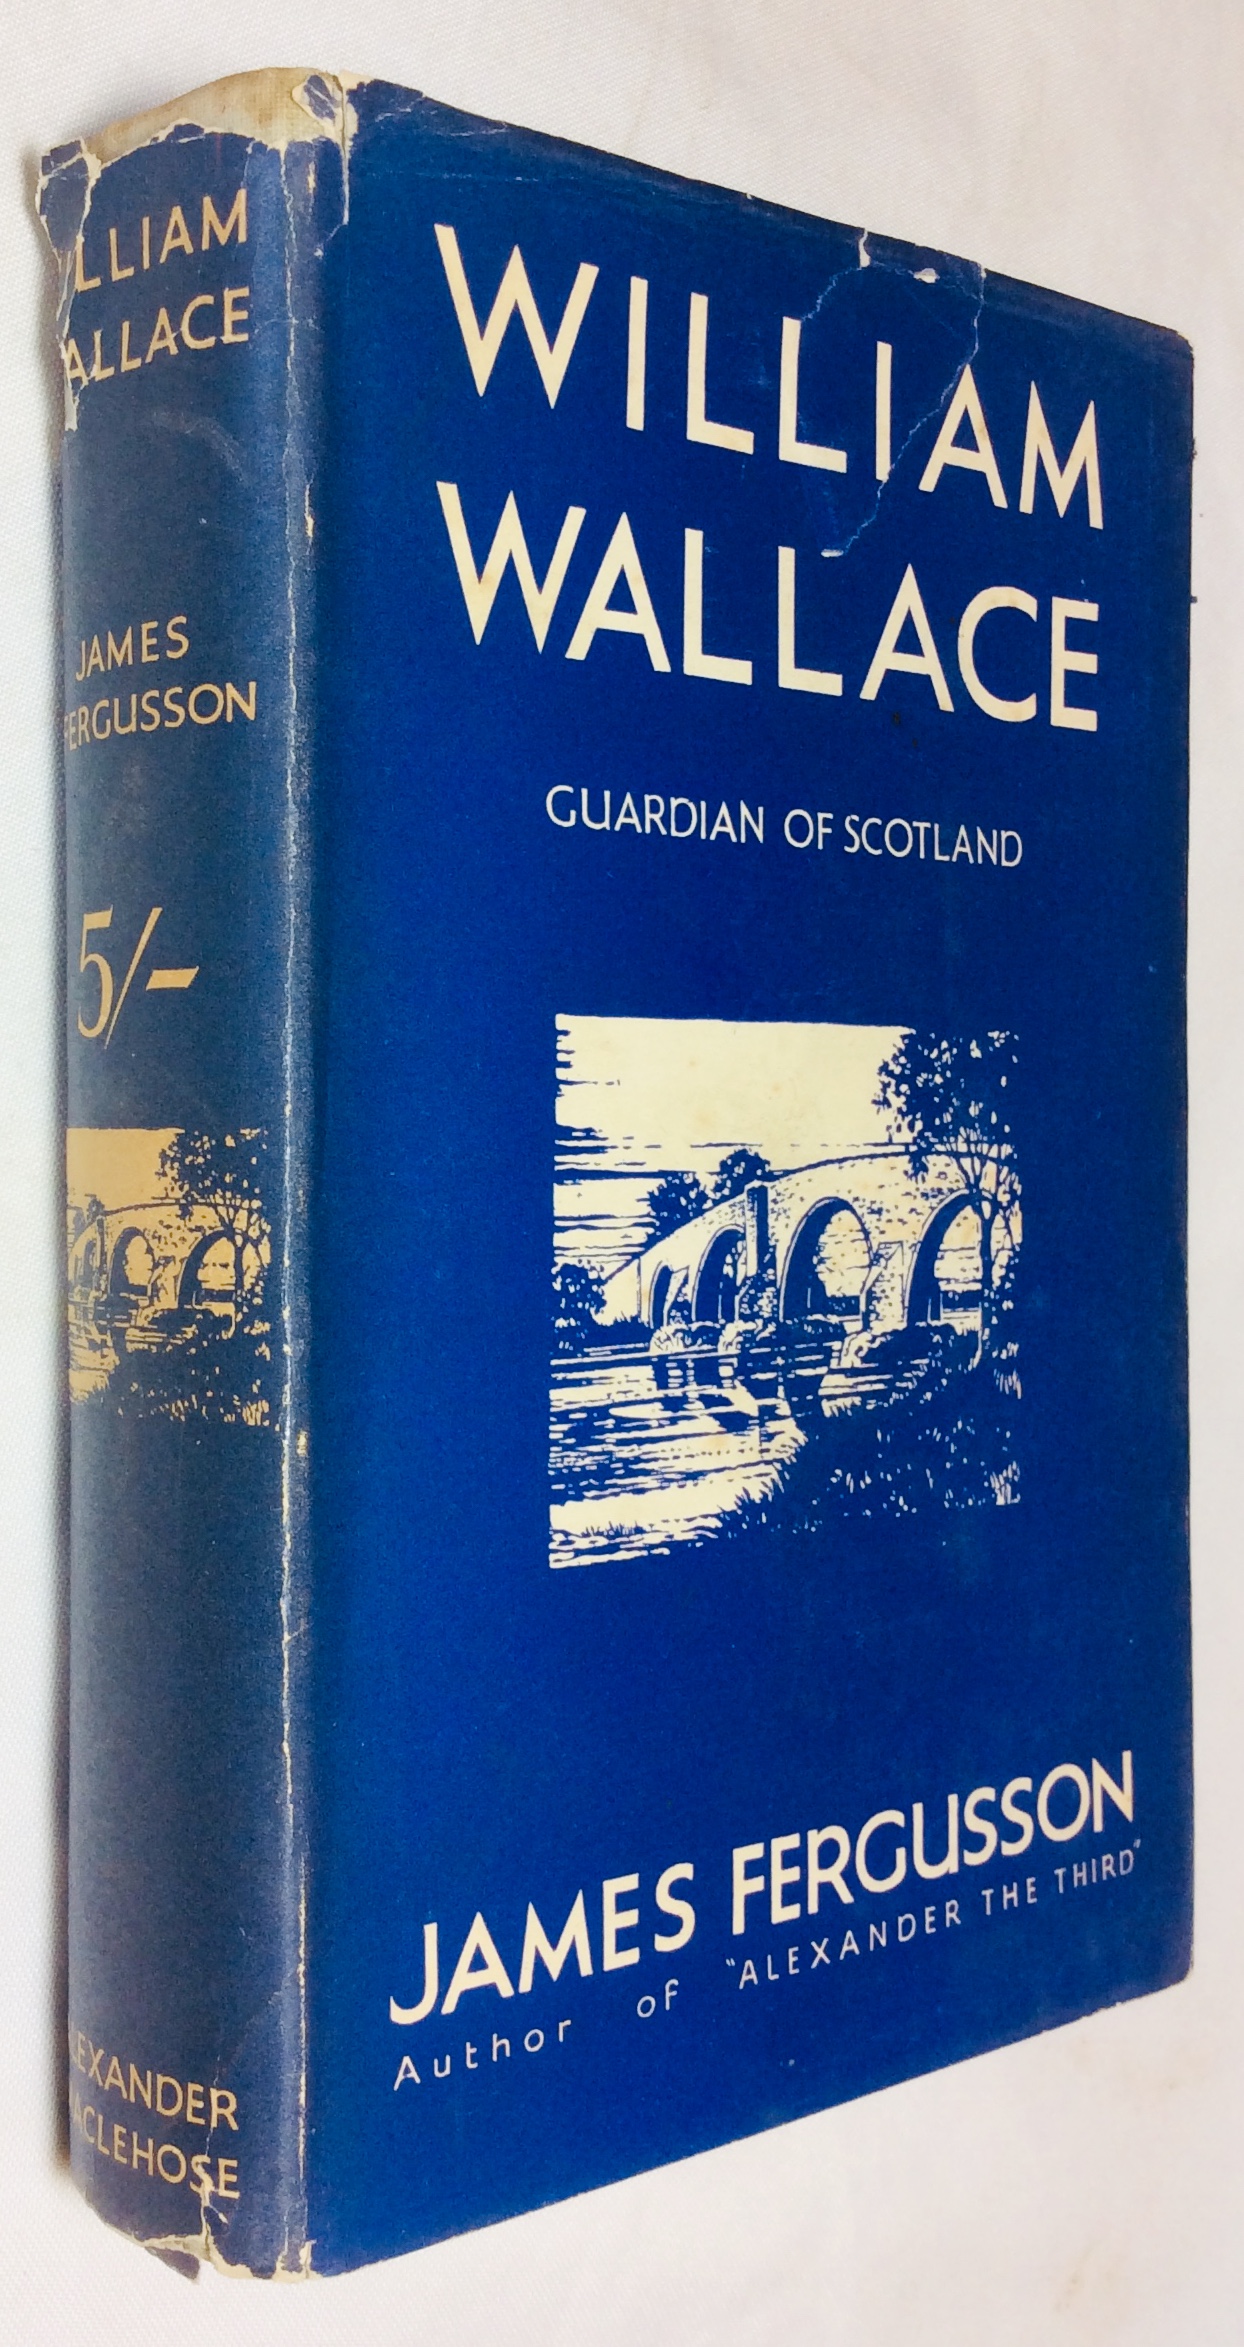 WILLIAM
WALLACE
GUARDIAN OF SCOTLAND
JAMES FERGUSSON
Author of "ALEXANDER THE THIRD"
WILLIAM
WALLACE
JAMES
FERGUSSON
5/-
ALEXANDER
MACLEHOSE